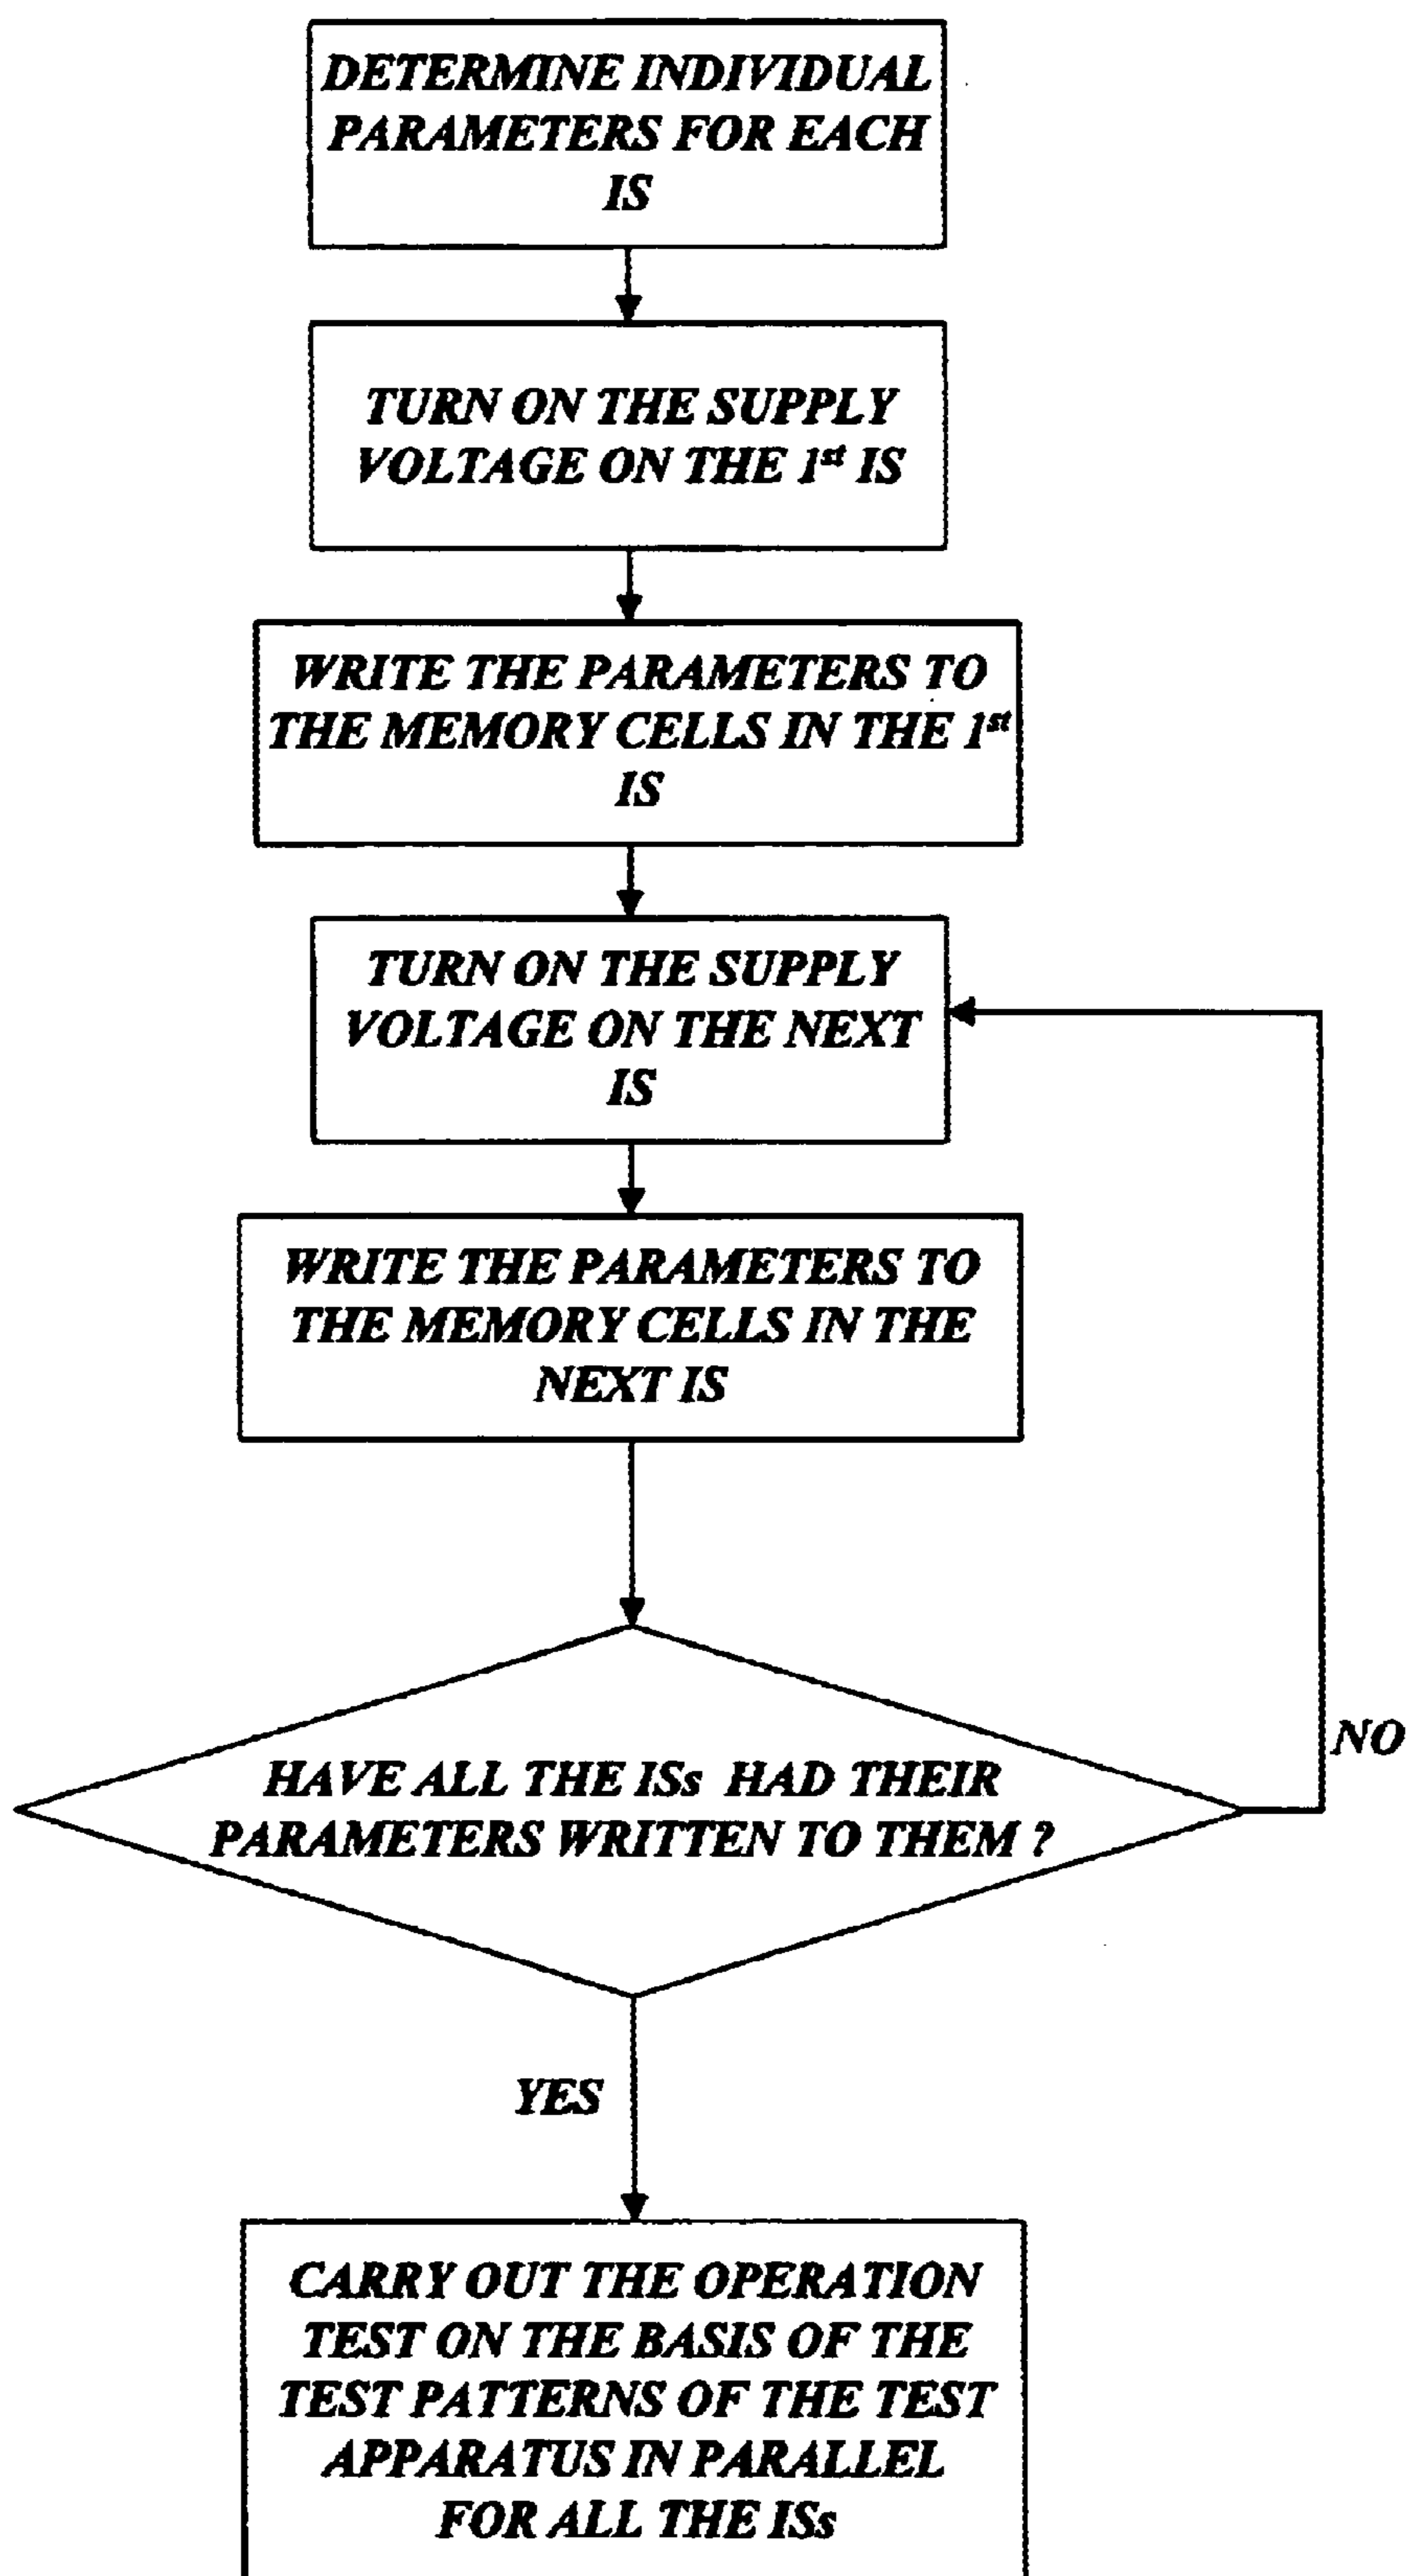 DETERMINE INDIVIDUAL
PARAMETERS FOR EACH
IS
TURN ON THE SUPPLY
VOLTAGE ON THE 1st IS
WRITE THE PARAMETERS TO
THE MEMORY CELLS IN THE 1st
IS
TURN ON THE SUPPLY
VOLTAGE ON THE NEXT
IS
WRITE THE PARAMETERS TO
THE MEMORY CELLS IN THE
NEXT IS
NO
HAVE ALL THE ISs HAD THEIR
PARAMETERS WRITTEN TO THEM ?
YES
CARRY OUT THE OPERATION
TEST ON THE BASIS OF THE
TEST PATTERNS OF THE TEST
APPARATUS IN PARALLEL
FOR ALL THE ISs